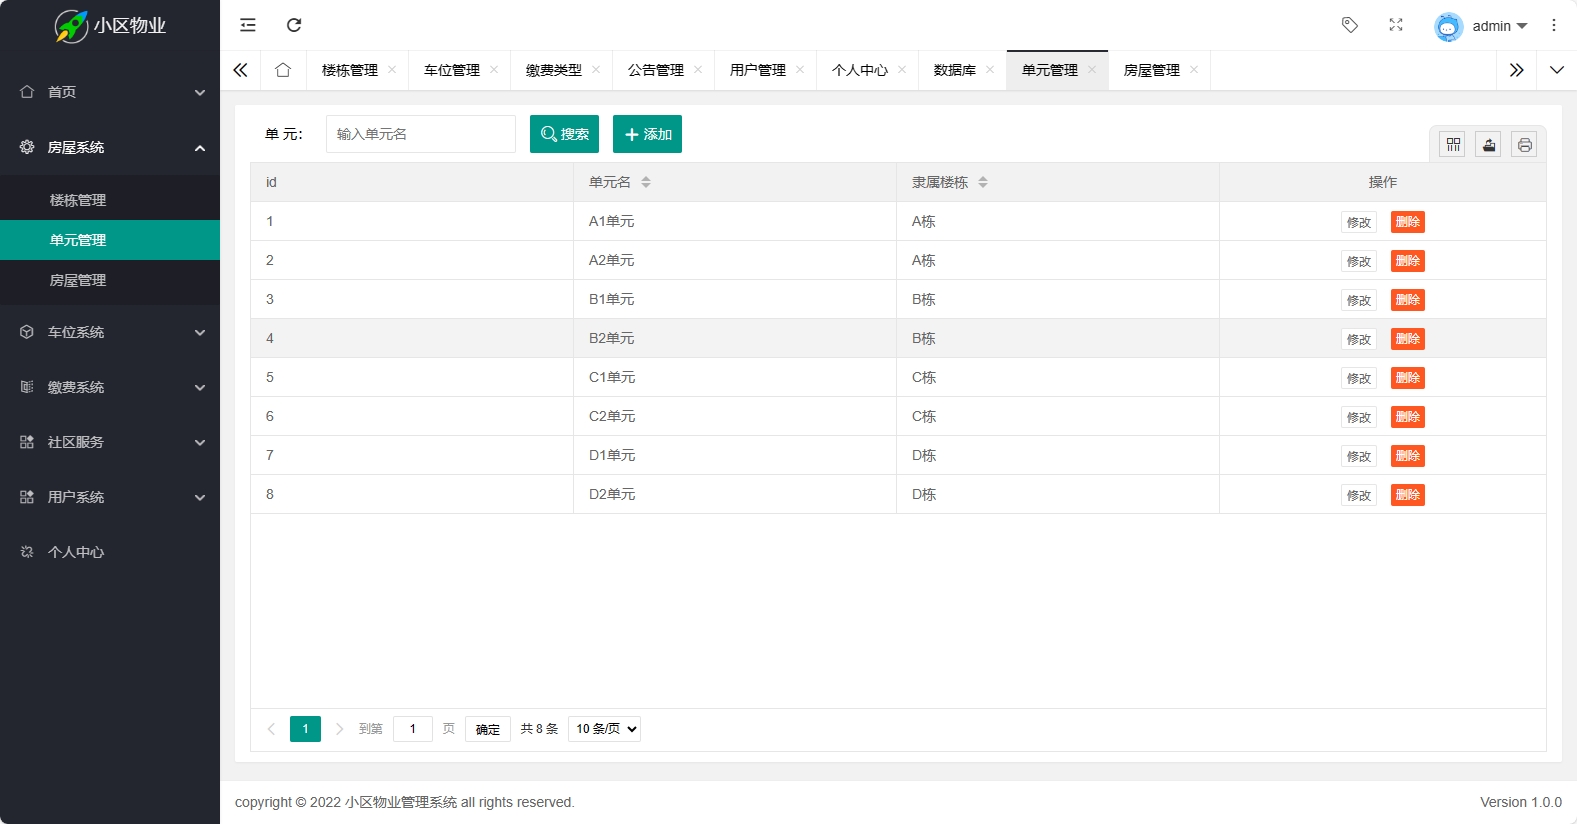 小区物业
admin
楼栋管理
车位管理
缴费类型
公告管理
用户管理
个人中心
数据库
单元管理
房屋管理
首页
房屋系统
楼栋管理
单元管理
房屋管理
车位系统
缴费系统
社区服务
用户系统
个人中心
单 元: 输入单元名 搜索 添加
id 单元名 隶属楼栋 操作
1 A1单元 A栋 修改 删除
2 A2单元 A栋 修改 删除
3 B1单元 B栋 修改 删除
4 B2单元 B栋 修改 删除
5 C1单元 C栋 修改 删除
6 C2单元 C栋 修改 删除
7 D1单元 D栋 修改 删除
8 D2单元 D栋 修改 删除
1 到第 1 页 确定 共 8 条 10 条/页
copyright © 2022 小区物业管理系统 all rights reserved. Version 1.0.0